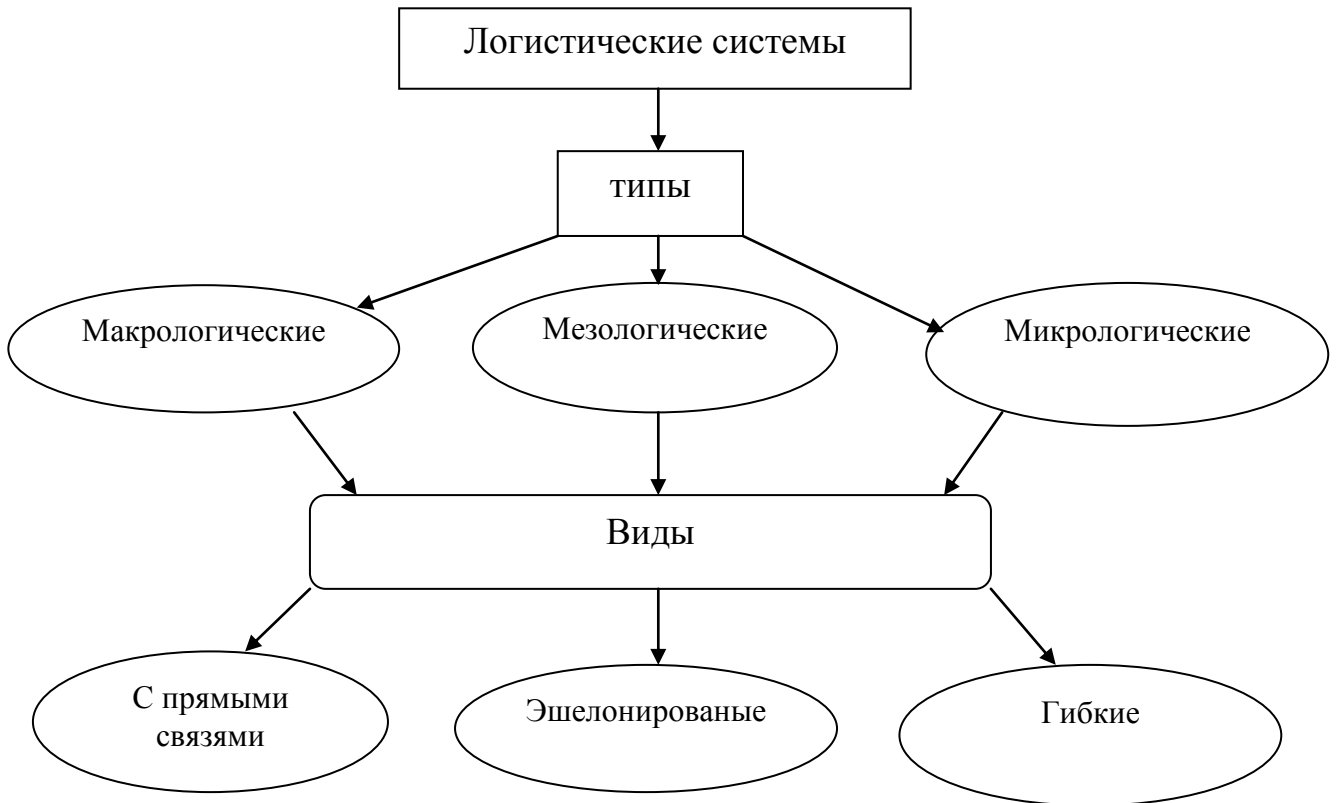 Логистические системы
типы
Макрологические
Мезологические
Микрологические
Виды
С прямыми
связями
Эшелонированые
Гибкие